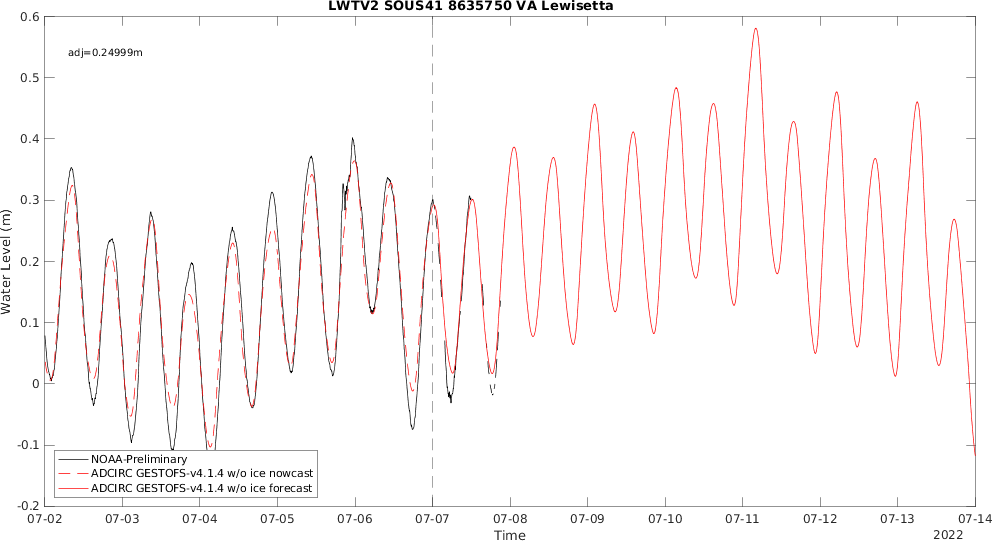 LWTV2 SOUS41 8635750 VA Lewisetta
adj=0.24999m
Water Level (m)
0.6
0.5
0.4
0.3
0.2
0.1
0
-0.1
-0.2
NOAA-Preliminary
ADCIRC GESTOFS-v4.1.4 w/o ice nowcast
ADCIRC GESTOFS-v4.1.4 w/o ice forecast
07-02 07-03 07-04 07-05 07-06 07-07 07-08 07-09 07-10 07-11 07-12 07-13 07-14
Time
2022